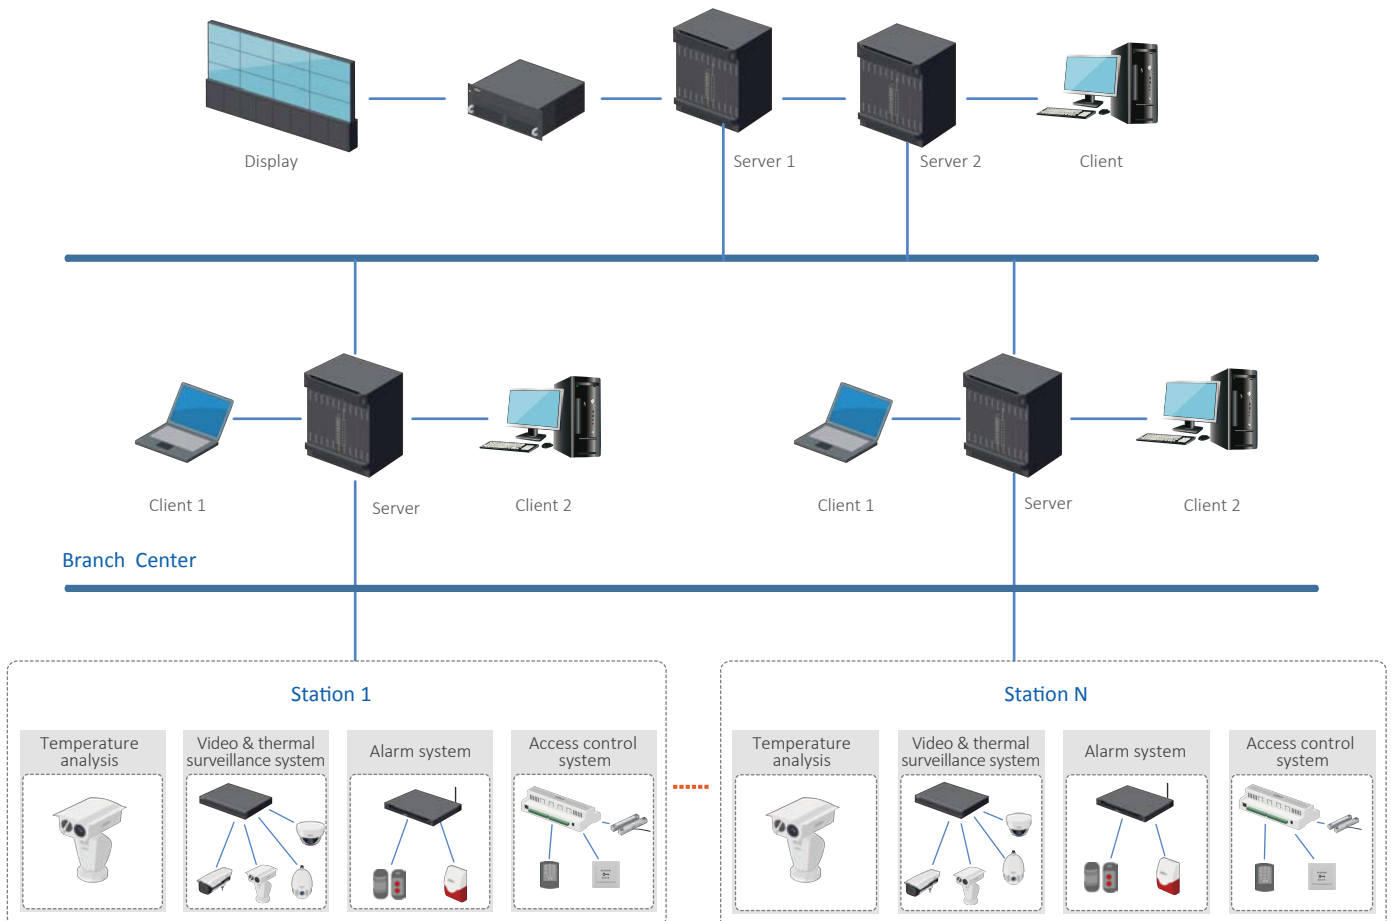 Display
Server 1
Server 2
Client
Client 1
Server
Client 2
Client 1
Server
Client 2
Branch Center
Station 1
Station N
Temperature
analysis
Video & thermal
surveillance system
Alarm system
Access control
system
Temperature
analysis
Video & thermal
surveillance system
Alarm system
Access control
system